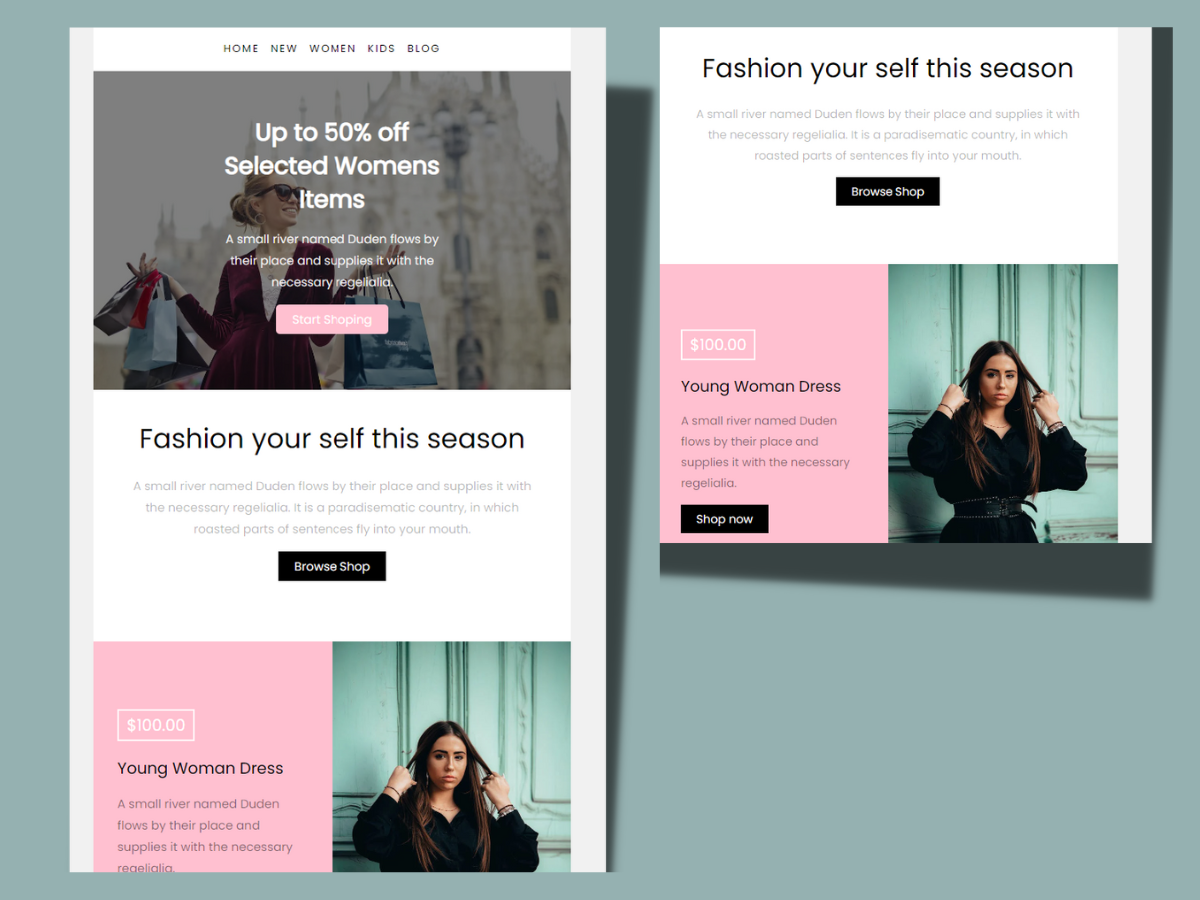 HOME NEW WOMEN KIDS BLOG
Up to 50% off
Selected Womens
Items
A small river named Duden flows by
their place and supplies it with the
necessary regelialia.
Start Shoping
Fashion your self this season
A small river named Duden flows by their place and supplies it with
the necessary regelialia. It is a paradisematic country, in which
roasted parts of sentences fly into your mouth.
Browse Shop
$100.00
Young Woman Dress
A small river named Duden
flows by their place and
supplies it with the necessary
regelialia.
Fashion your self this season
A small river named Duden flows by their place and supplies it with
the necessary regelialia. It is a paradisematic country, in which
roasted parts of sentences fly into your mouth.
Browse Shop
$100.00
Young Woman Dress
A small river named Duden
flows by their place and
supplies it with the necessary
regelialia.
Shop now